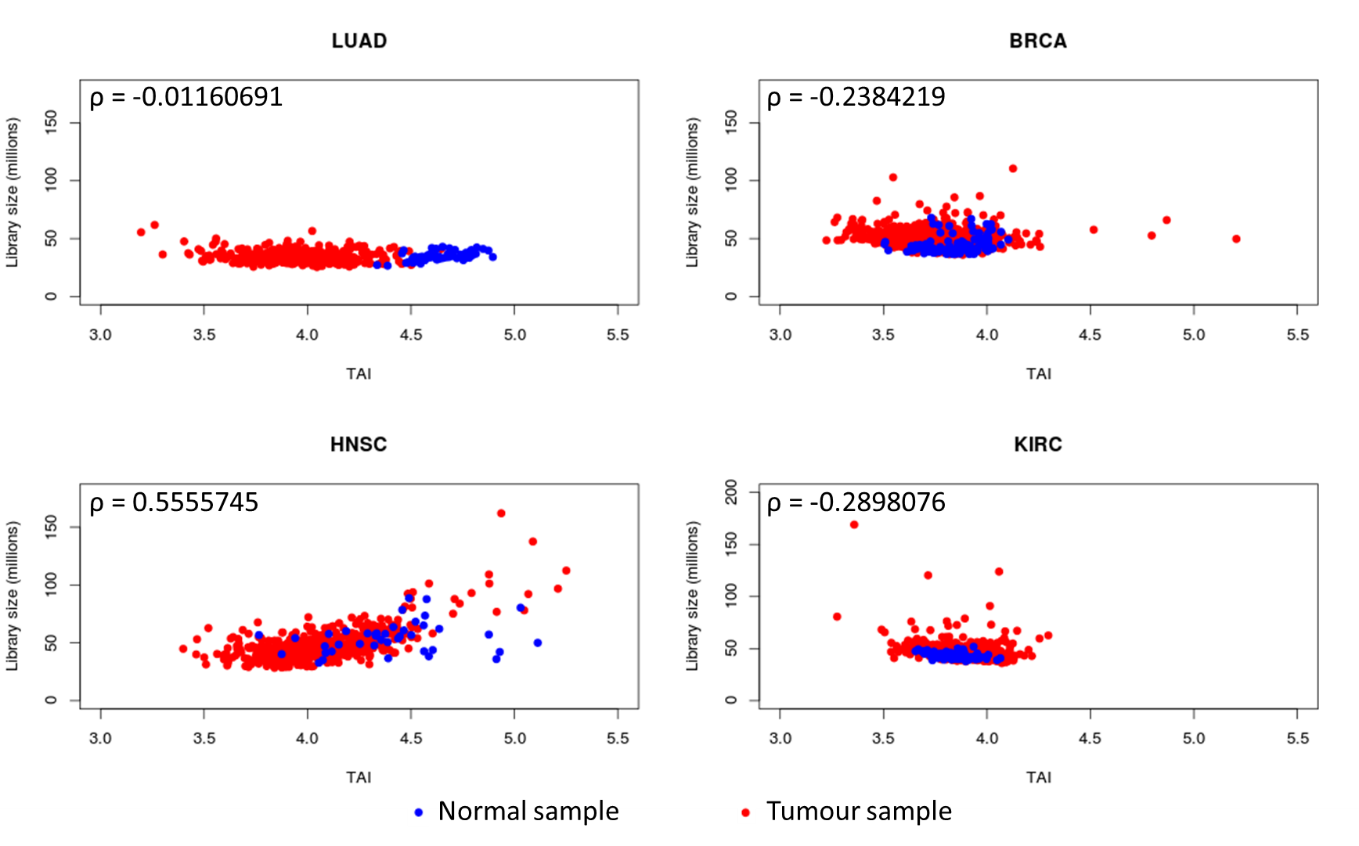 LUAD
ρ = -0.01160691
Library size (millions)
150
100
50
0
3.0 3.5 4.0 4.5 5.0 5.5
TAI
BRCA
ρ = -0.2384219
Library size (millions)
150
100
50
0
3.0 3.5 4.0 4.5 5.0 5.5
TAI
HNSC
ρ = 0.5555745
Library size (millions)
150
100
50
0
3.0 3.5 4.0 4.5 5.0 5.5
TAI
KIRC
ρ = -0.2898076
Library size (millions)
200
150
100
50
0
3.0 3.5 4.0 4.5 5.0 5.5
TAI
Normal sample
Tumour sample